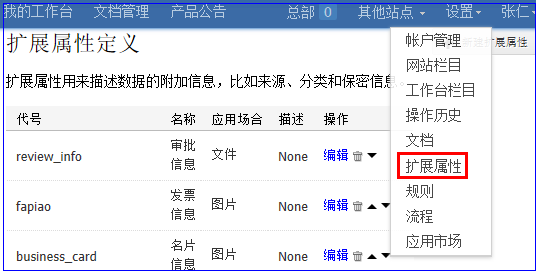 我的工作台 文档管理 产品公告 总部 0 其他站点 设置 张仁
扩展属性定义
展属性
扩展属性用来描述数据的附加信息，比如来源、分类和保密信息
代号 名称 应用场合 描述 操作
review_info 审批信息 文件 None 编辑
fapiao 发票信息 图片 None 编辑
business_card 名片信息 图片 None 编辑
帐户管理
网站栏目
工作台栏目
操作历史
文档
扩展属性
规则
流程
应用市场